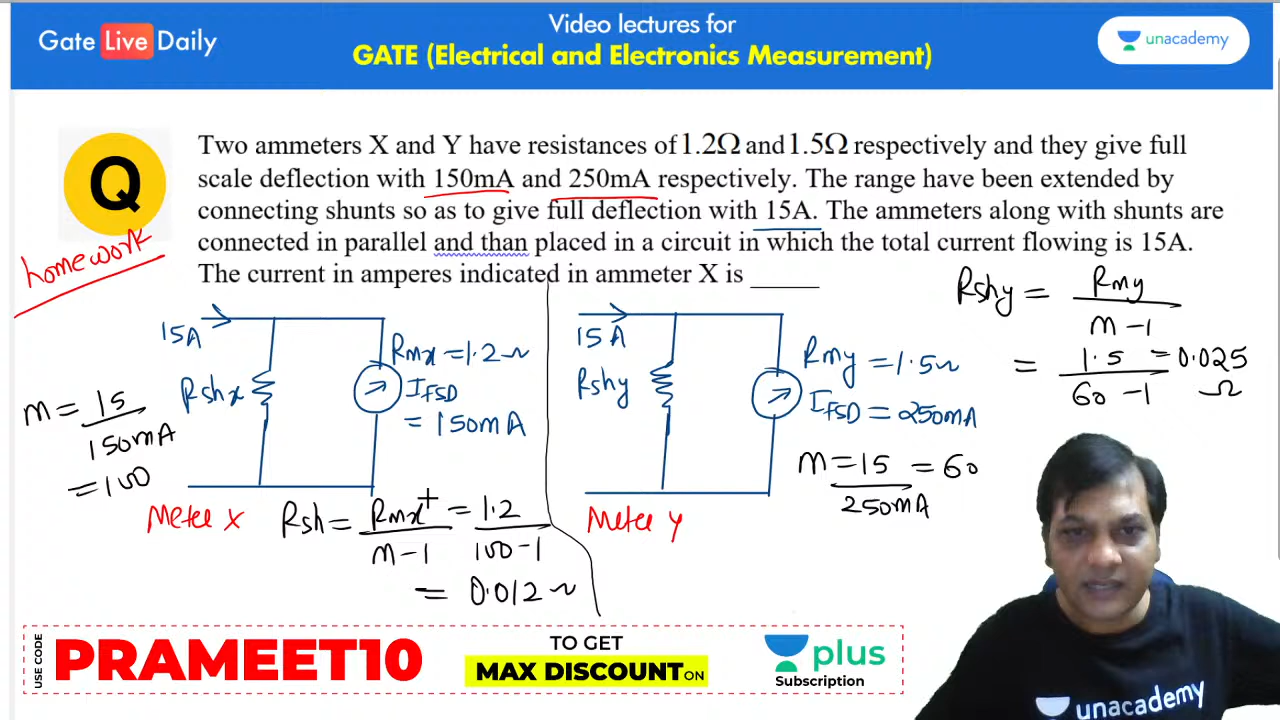 Gate Live Daily
Video lectures for
GATE (Electrical and Electronics Measurement)
unacademy
Q
Two ammeters X and Y have resistances of 1.2Ω and 1.5Ω respectively and they give full
scale deflection with 150mA and 250mA respectively. The range have been extended by
connecting shunts so as to give full deflection with 15A. The ammeters along with shunts are
connected in parallel and than placed in a circuit in which the total current flowing is 15A.
The current in amperes indicated in ammeter X is ______
homework
15A
Rshx
Rmx = 1.2Ω
IFSD
= 150mA
m = 15
150mA
= 100
Meter X
Rsh = Rmx = 1.2
m-1 100-1
= 0.012Ω
15A
Rshy
Rmy = 1.5Ω
IFSD = 250mA
m = 15 = 60
250mA
Meter Y
Rshy = Rmy
m-1
= 1.5 = 0.025
60-1 Ω
USE CODE
PRAMEET10
TO GET
MAX DISCOUNT ON
plus
Subscription
unacademy